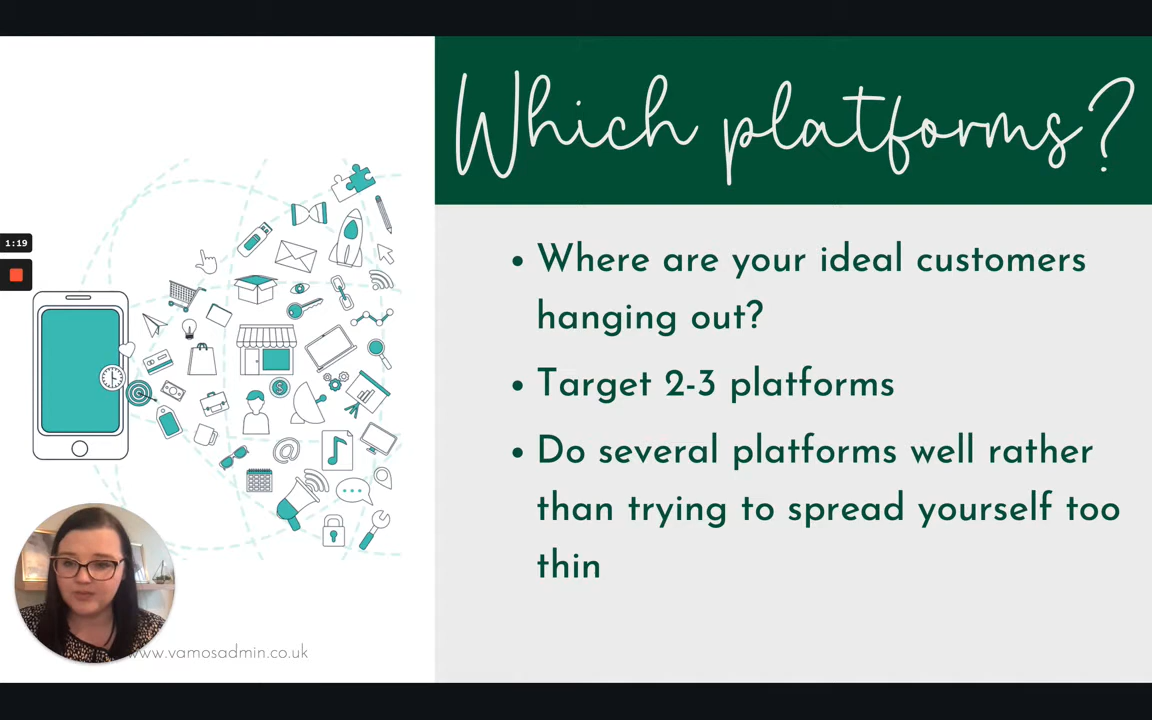 Which platforms?
1:19
• Where are your ideal customers
hanging out?
• Target 2-3 platforms
• Do several platforms well rather
than trying to spread yourself too
thin
www.vamosadmin.co.uk